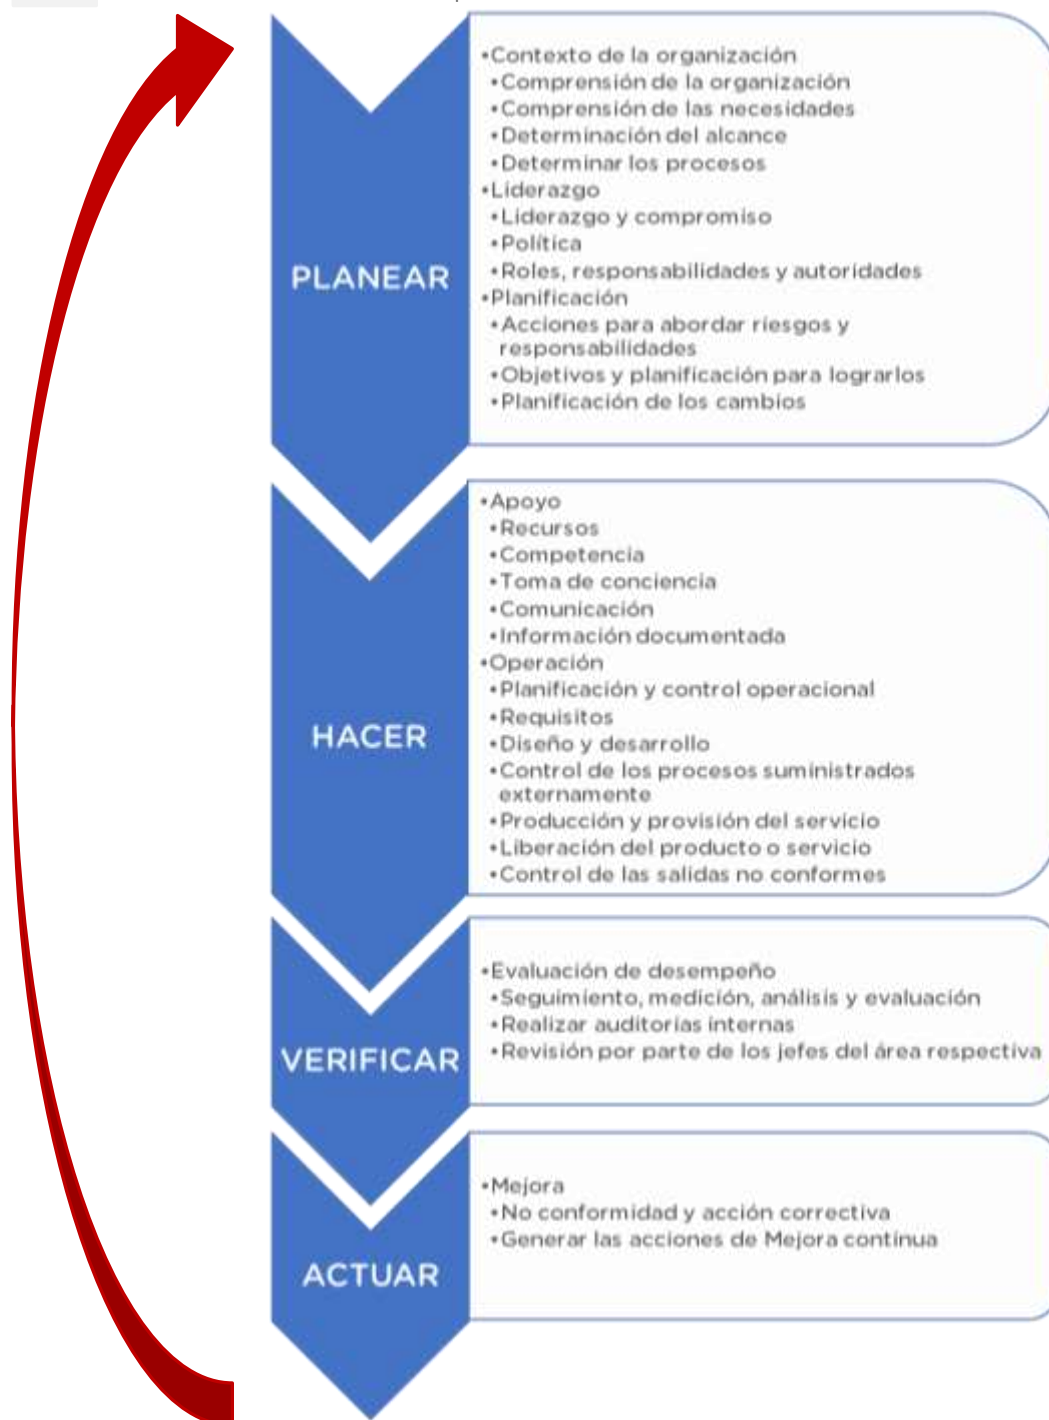 PLANEAR
•Contexto de la organización
•Comprensión de la organización
•Comprensión de las necesidades
•Determinación del alcance
•Determinar los procesos
•Liderazgo
•Liderazgo y compromiso
•Política
•Roles, responsabilidades y autoridades
•Planificación
•Acciones para abordar riesgos y
responsabilidades
•Objetivos y planificación para lograrlos
•Planificación de los cambios
HACER
•Apoyo
•Recursos
•Competencia
•Toma de conciencia
•Comunicación
•Información documentada
•Operación
•Planificación y control operacional
•Requisitos
•Diseño y desarrollo
•Control de los procesos suministrados
externamente
•Producción y provisión del servicio
•Liberación del producto o servicio
•Control de las salidas no conformes
VERIFICAR
•Evaluación de desempeño
•Seguimiento, medición, análisis y evaluación
•Realizar auditorías internas
•Revisión por parte de los jefes del área respectiva
ACTUAR
•Mejora
•No conformidad y acción correctiva
•Generar las acciones de Mejora continua